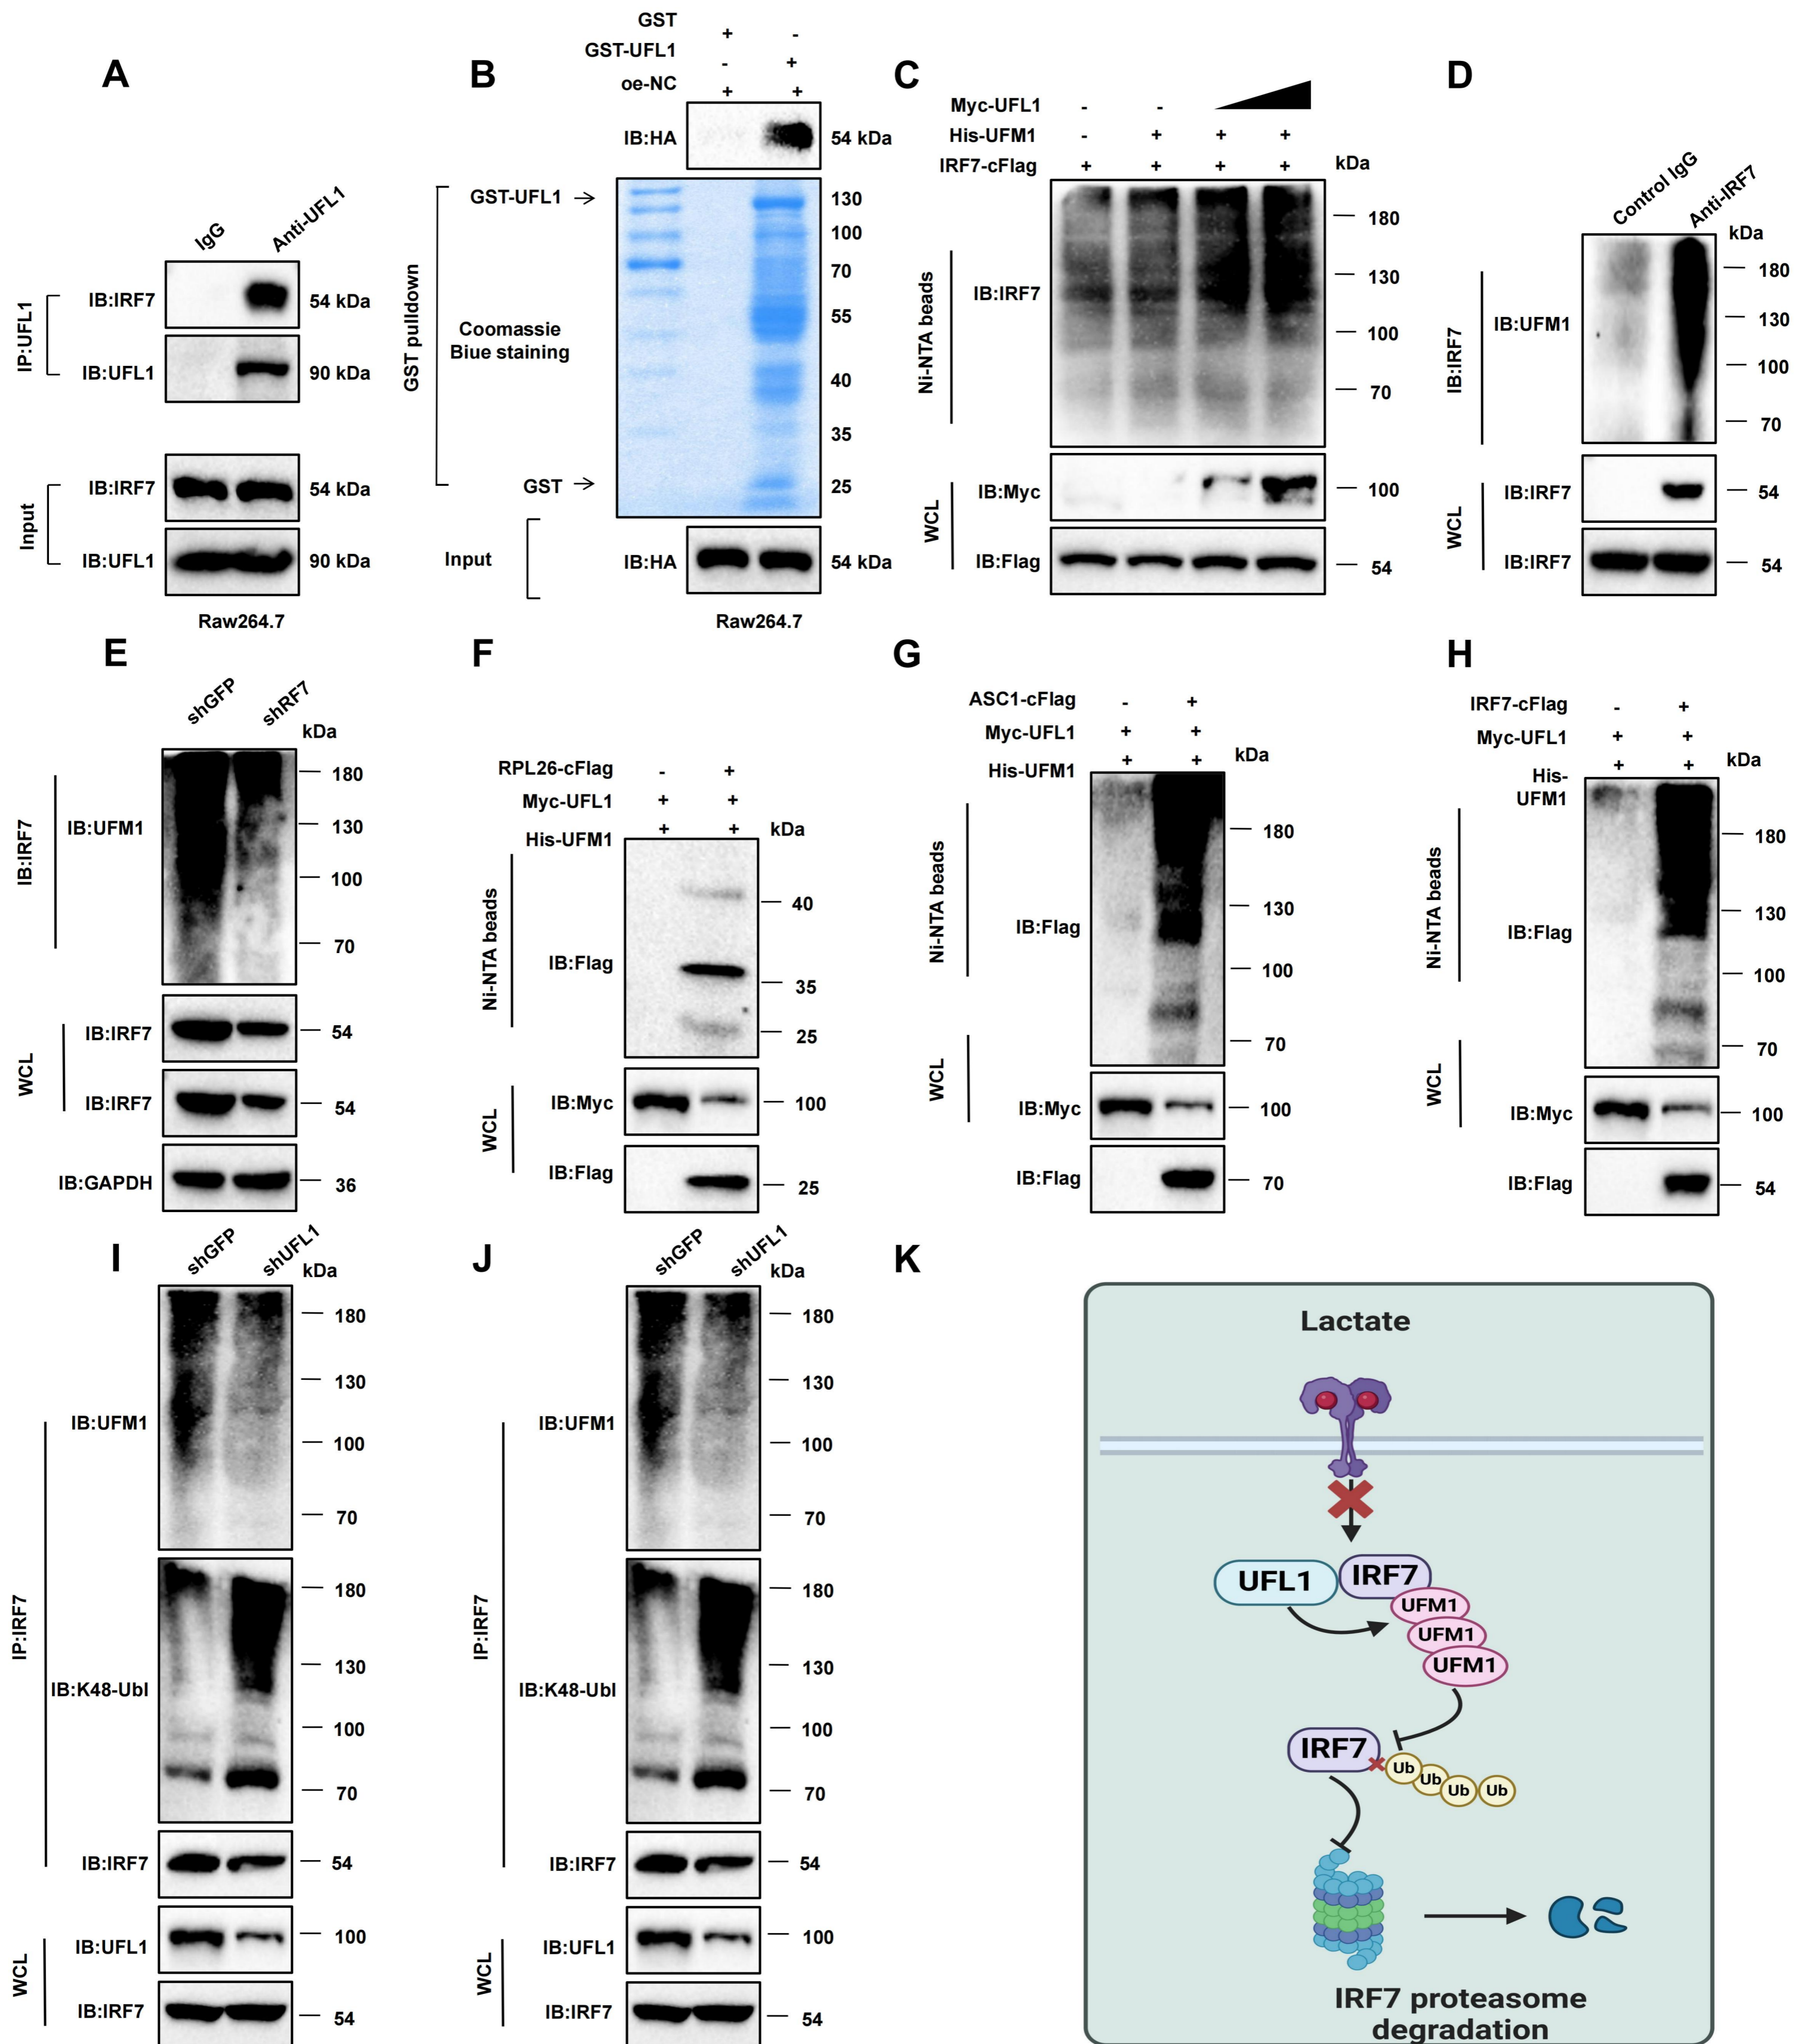 A
IgG
Anti-UFL1
IP:UFL1
IB:IRF7
54 kDa
IB:UFL1
90 kDa
Input
IB:IRF7
54 kDa
IB:UFL1
90 kDa
Raw264.7
B
GST + -
GST-UFL1 - +
oe-NC + +
IB:HA
54 kDa
GST pulldown
GST-UFL1
Coomassie
Biue staining
GST
130
100
70
55
40
35
25
Input
IB:HA
54 kDa
Raw264.7
C
Myc-UFL1 - -
His-UFM1 - + + +
IRF7-cFlag + + + +
kDa
Ni-NTA beads
IB:IRF7
180
130
100
70
WCL
IB:Myc
100
IB:Flag
54
D
Control IgG
Anti-IRF7
kDa
IB:IRF7
IB:UFM1
180
130
100
70
WCL
IB:IRF7
54
IB:IRF7
54
E
shGFP
shRF7
kDa
IB:IRF7
IB:UFM1
180
130
100
70
WCL
IB:IRF7
54
IB:IRF7
54
IB:GAPDH
36
F
RPL26-cFlag - +
Myc-UFL1 + +
His-UFM1 + +
kDa
Ni-NTA beads
IB:Flag
40
35
25
WCL
IB:Myc
100
IB:Flag
25
G
ASC1-cFlag - +
Myc-UFL1 + +
His-UFM1 + +
kDa
Ni-NTA beads
IB:Flag
180
130
100
70
WCL
IB:Myc
100
IB:Flag
70
H
IRF7-cFlag - +
Myc-UFL1 + +
His- + +
UFM1
kDa
Ni-NTA beads
IB:Flag
180
130
100
70
WCL
IB:Myc
100
IB:Flag
54
I
shGFP
shUFL1
kDa
IP:IRF7
IB:UFM1
180
130
100
70
IB:K48-Ubl
180
130
100
70
IB:IRF7
54
WCL
IB:UFL1
100
IB:IRF7
54
J
shGFP
shUFL1
kDa
IP:IRF7
IB:UFM1
180
130
100
70
IB:K48-Ubl
180
130
100
70
IB:IRF7
54
WCL
IB:UFL1
100
IB:IRF7
54
K
Lactate
UFL1
IRF7
UFM1
UFM1
UFM1
IRF7
Ub
Ub
Ub
Ub
IRF7 proteasome
degradation